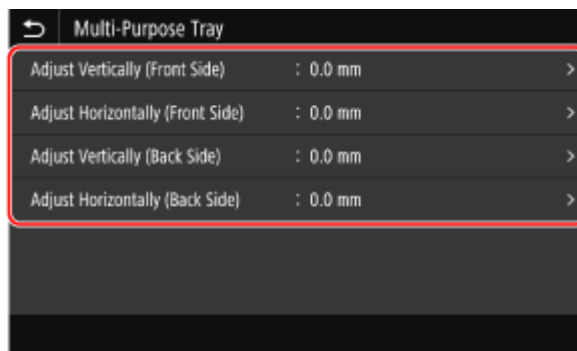 Multi-Purpose Tray
Adjust Vertically (Front Side) : 0.0 mm >
Adjust Horizontally (Front Side) : 0.0 mm >
Adjust Vertically (Back Side) : 0.0 mm >
Adjust Horizontally (Back Side) : 0.0 mm >